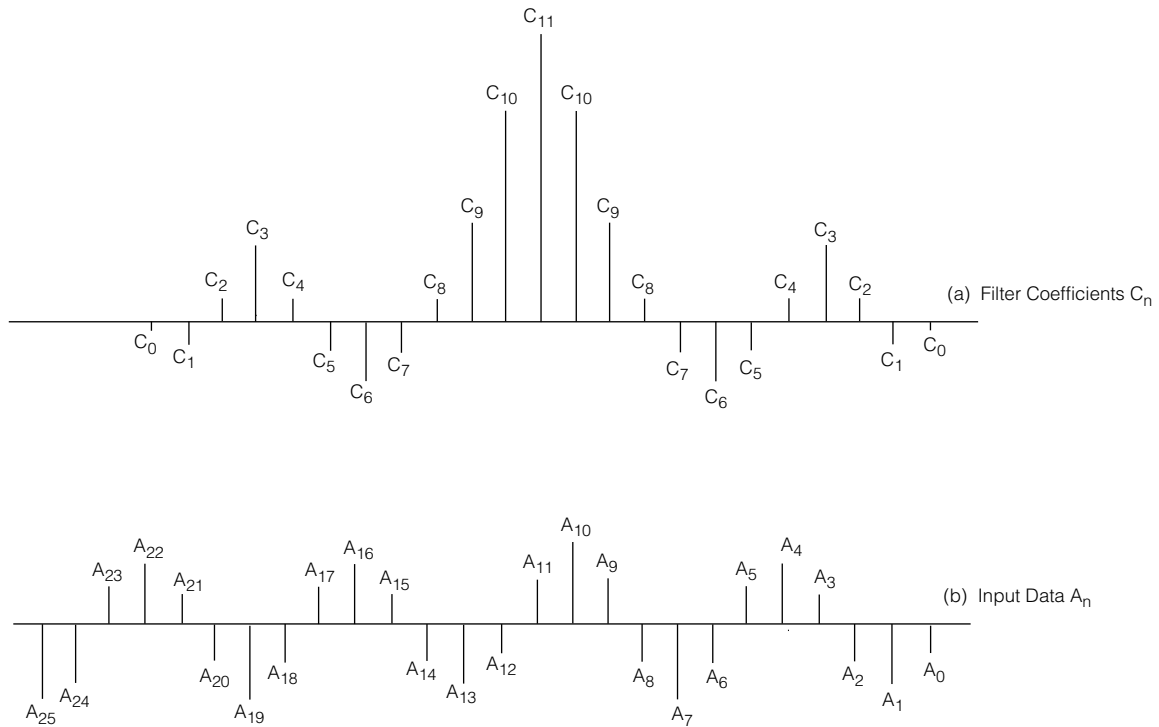 C11
C10 C10
C9 C9
C3 C3
C2 C4 C8 C8 C4 C2
(a) Filter Coefficients Cn
C0 C1 C5 C6 C7 C7 C6 C5 C1 C0
A10
A22 A16 A4
A23 A21 A17 A15 A11 A9 A5 A3
(b) Input Data An
A25 A24 A20 A19 A18 A14 A13 A12 A8 A7 A6 A2 A1 A0